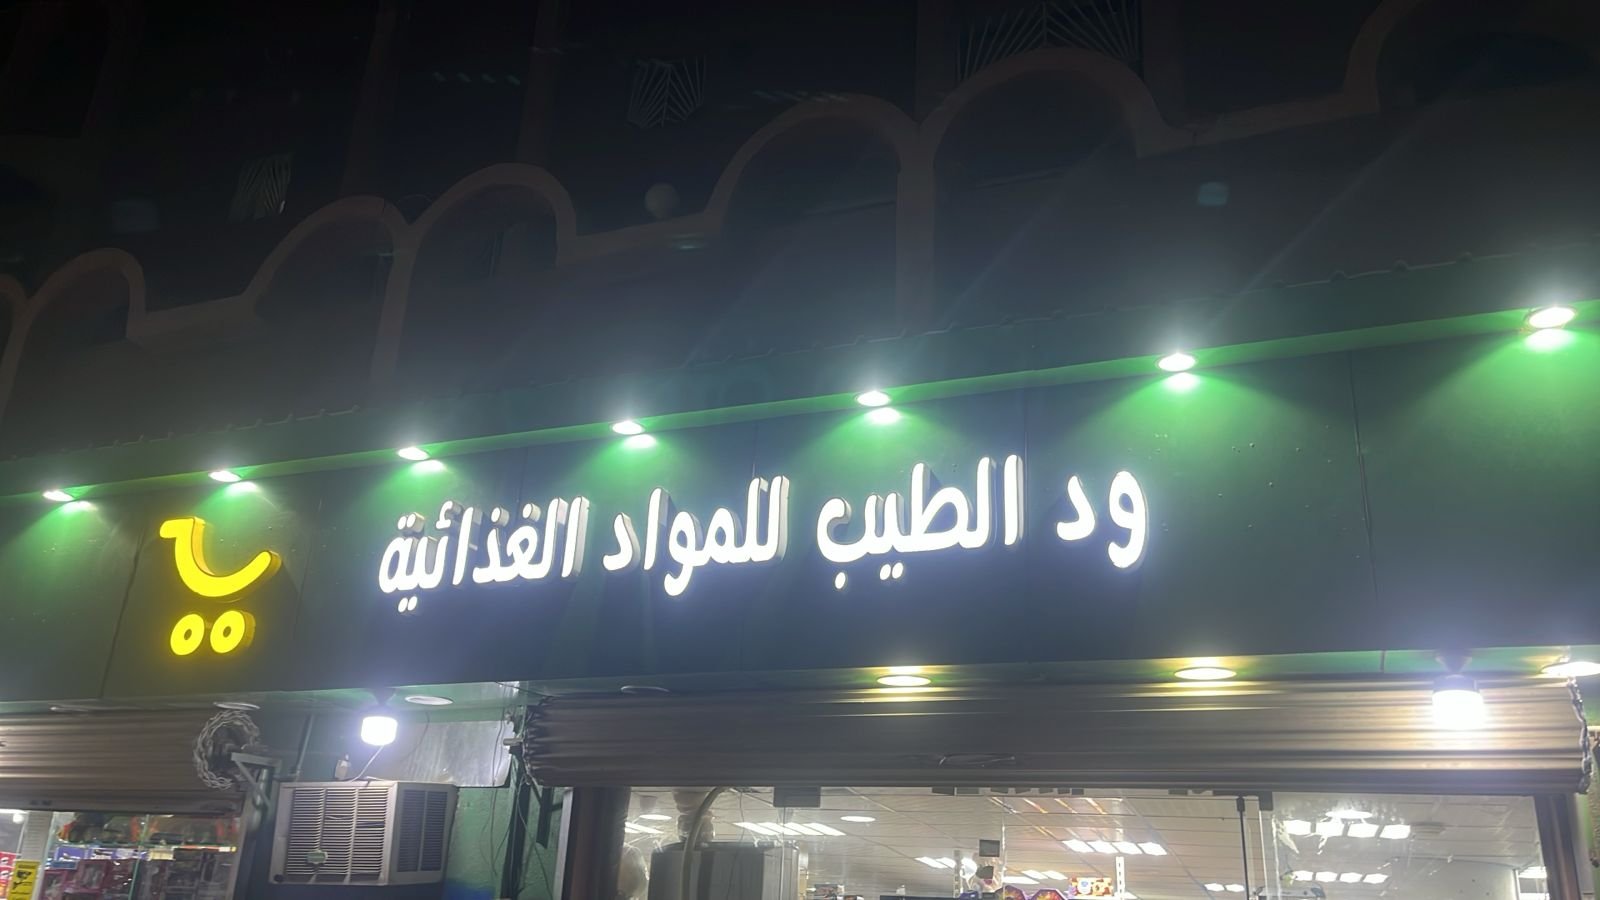 ود الطيب للمواد الغذائية